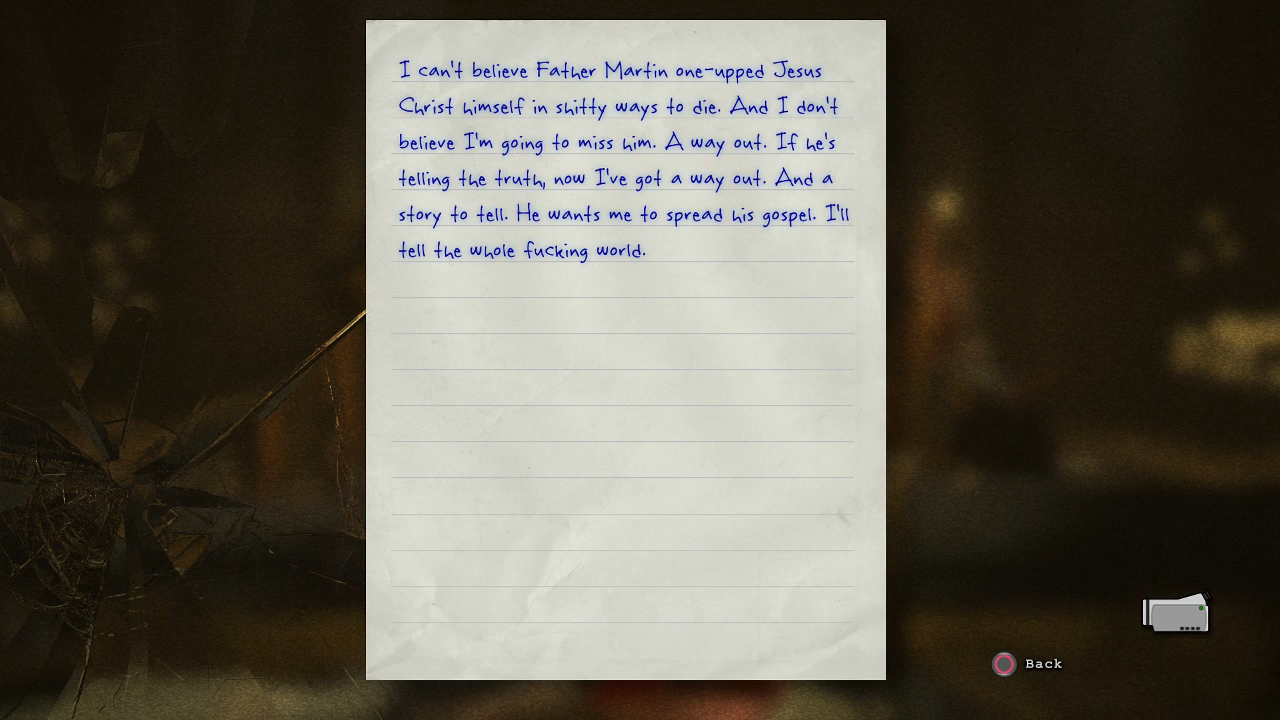 I can't believe Father Martin one-upped Jesus
Christ himself in shitty ways to die. And I don't
believe I'm going to miss him. A way out. If he's
telling the truth, now I've got a way out. And a
story to tell. He wants me to spread his gospel. I'll
tell the whole fucking world.
Back